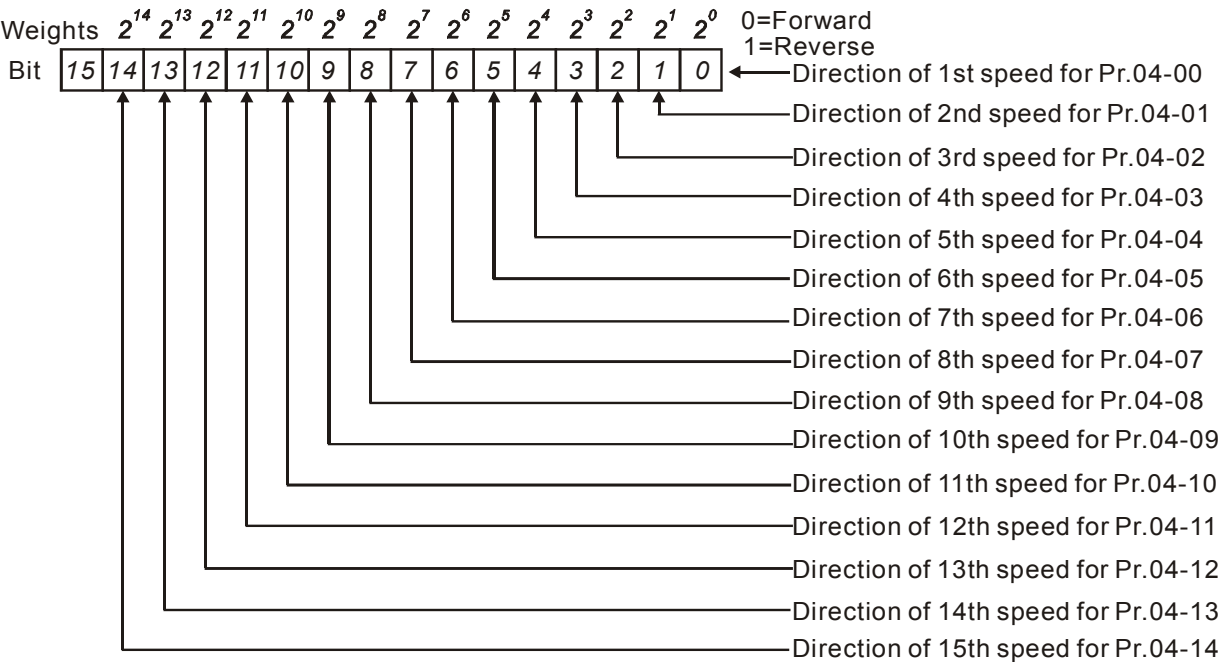 Weights 2^14 2^13 2^12 2^11 2^10 2^9 2^8 2^7 2^6 2^5 2^4 2^3 2^2 2^1 2^0 0=Forward
1=Reverse
Bit 15 14 13 12 11 10 9 8 7 6 5 4 3 2 1 0 Direction of 1st speed for Pr.04-00
Direction of 2nd speed for Pr.04-01
Direction of 3rd speed for Pr.04-02
Direction of 4th speed for Pr.04-03
Direction of 5th speed for Pr.04-04
Direction of 6th speed for Pr.04-05
Direction of 7th speed for Pr.04-06
Direction of 8th speed for Pr.04-07
Direction of 9th speed for Pr.04-08
Direction of 10th speed for Pr.04-09
Direction of 11th speed for Pr.04-10
Direction of 12th speed for Pr.04-11
Direction of 13th speed for Pr.04-12
Direction of 14th speed for Pr.04-13
Direction of 15th speed for Pr.04-14